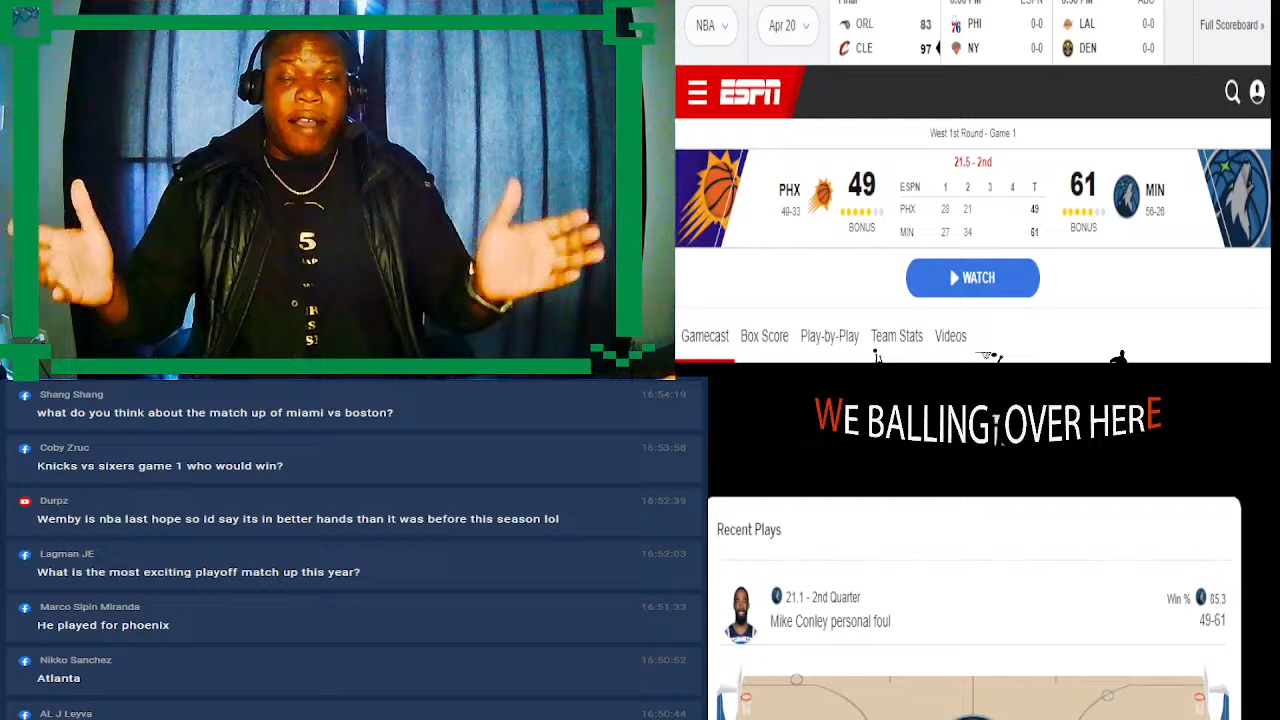 5
NBA
Apr 20
Final
ORL 83
CLE 97
ESPN
PHI 0-0
NY 0-0
LAL 0-0
DEN 0-0
Full Scoreboard »
ESPN
West 1st Round - Game 1
21.5 - 2nd
PHX 49
49-33
BONUS
ESPN 1 2 3 4 T
PHX 28 21 49
MIN 27 34 61
61 MIN
56-26
BONUS
WATCH
Gamecast Box Score Play-by-Play Team Stats Videos
Shang Shang 16:54:19
what do you think about the match up of miami vs boston?
Coby Zruc 16:53:58
Knicks vs sixers game 1 who would win?
Durpz 16:52:39
Wemby is nba last hope so id say its in better hands than it was before this season lol
Lagman JE 16:52:03
What is the most exciting playoff match up this year?
Marco Sipin Miranda 16:51:33
He played for phoenix
Nikko Sanchez 16:50:52
Atlanta
AL J Leyva 16:50:44
WE BALLING OVER HERE
Recent Plays
21.1 - 2nd Quarter
Mike Conley personal foul
Win % 85.3
49-61